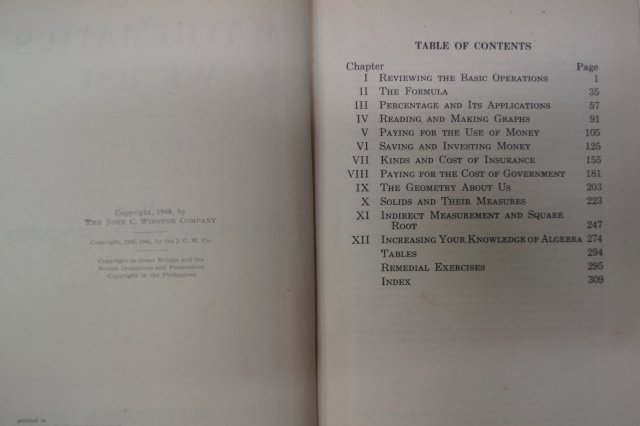 Copyright, 1948, by
THE JOHN C. WINSTON COMPANY
Copyright in Great Britain and the
British Dominions and Possessions
Copyright in the Philippines
printed in
TABLE OF CONTENTS
Chapter Page
I REVIEWING THE BASIC OPERATIONS 1
II THE FORMULA 35
III PERCENTAGE AND ITS APPLICATIONS 57
IV READING AND MAKING GRAPHS 91
V PAYING FOR THE USE OF MONEY 105
VI SAVING AND INVESTING MONEY 125
VII KINDS AND COST OF INSURANCE 155
VIII PAYING FOR THE COST OF GOVERNMENT 181
IX THE GEOMETRY ABOUT US 203
X SOLIDS AND THEIR MEASURES 223
XI INDIRECT MEASUREMENT AND SQUARE
ROOT 247
XII INCREASING YOUR KNOWLEDGE OF ALGEBRA 274
TABLES 294
REMEDIAL EXERCISES 295
INDEX 309